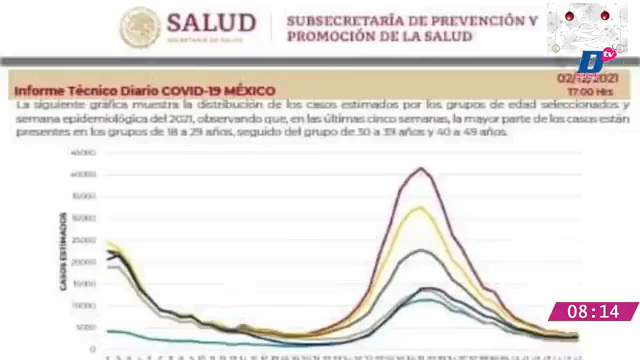 SALUD
SECRETARÍA DE SALUD
SUBSECRETARÍA DE PREVENCIÓN Y
PROMOCIÓN DE LA SALUD
D tv
Informe Técnico Diario COVID-19 MÉXICO
02/12/2021
17:00 Hrs
La siguiente gráfica muestra la distribución de los casos estimados por los grupos de edad seleccionados y
semana epidemiológica del 2021, observando que, en las últimas cinco semanas, la mayor parte de los casos están
presentes en los grupos de 18 a 29 años, seguido del grupo de 30 a 39 años y 40 a 49 años.
CASOS ESTIMADOS
45000
40000
35000
30000
25000
20000
15000
10000
5000
0
08:14